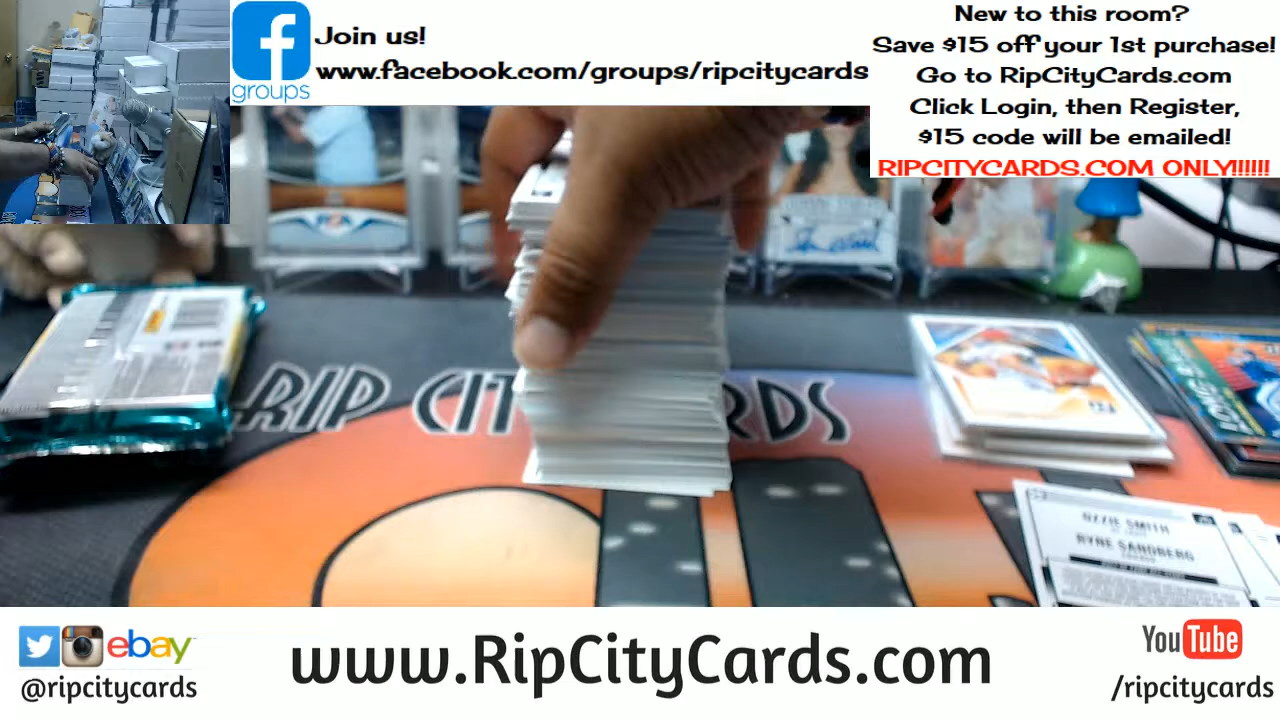 groups
Join us!
www.facebook.com/groups/ripcitycards
New to this room?
Save $15 off your 1st purchase!
Go to RipCityCards.com
Click Login, then Register,
$15 code will be emailed!
RIPCITYCARDS.COM ONLY!!!!!!
RIP CIT RDS
OZZIE SMITH
RYNE SANDBERG
ebay
@ripcitycards
www.RipCityCards.com
YouTube
/ripcitycards